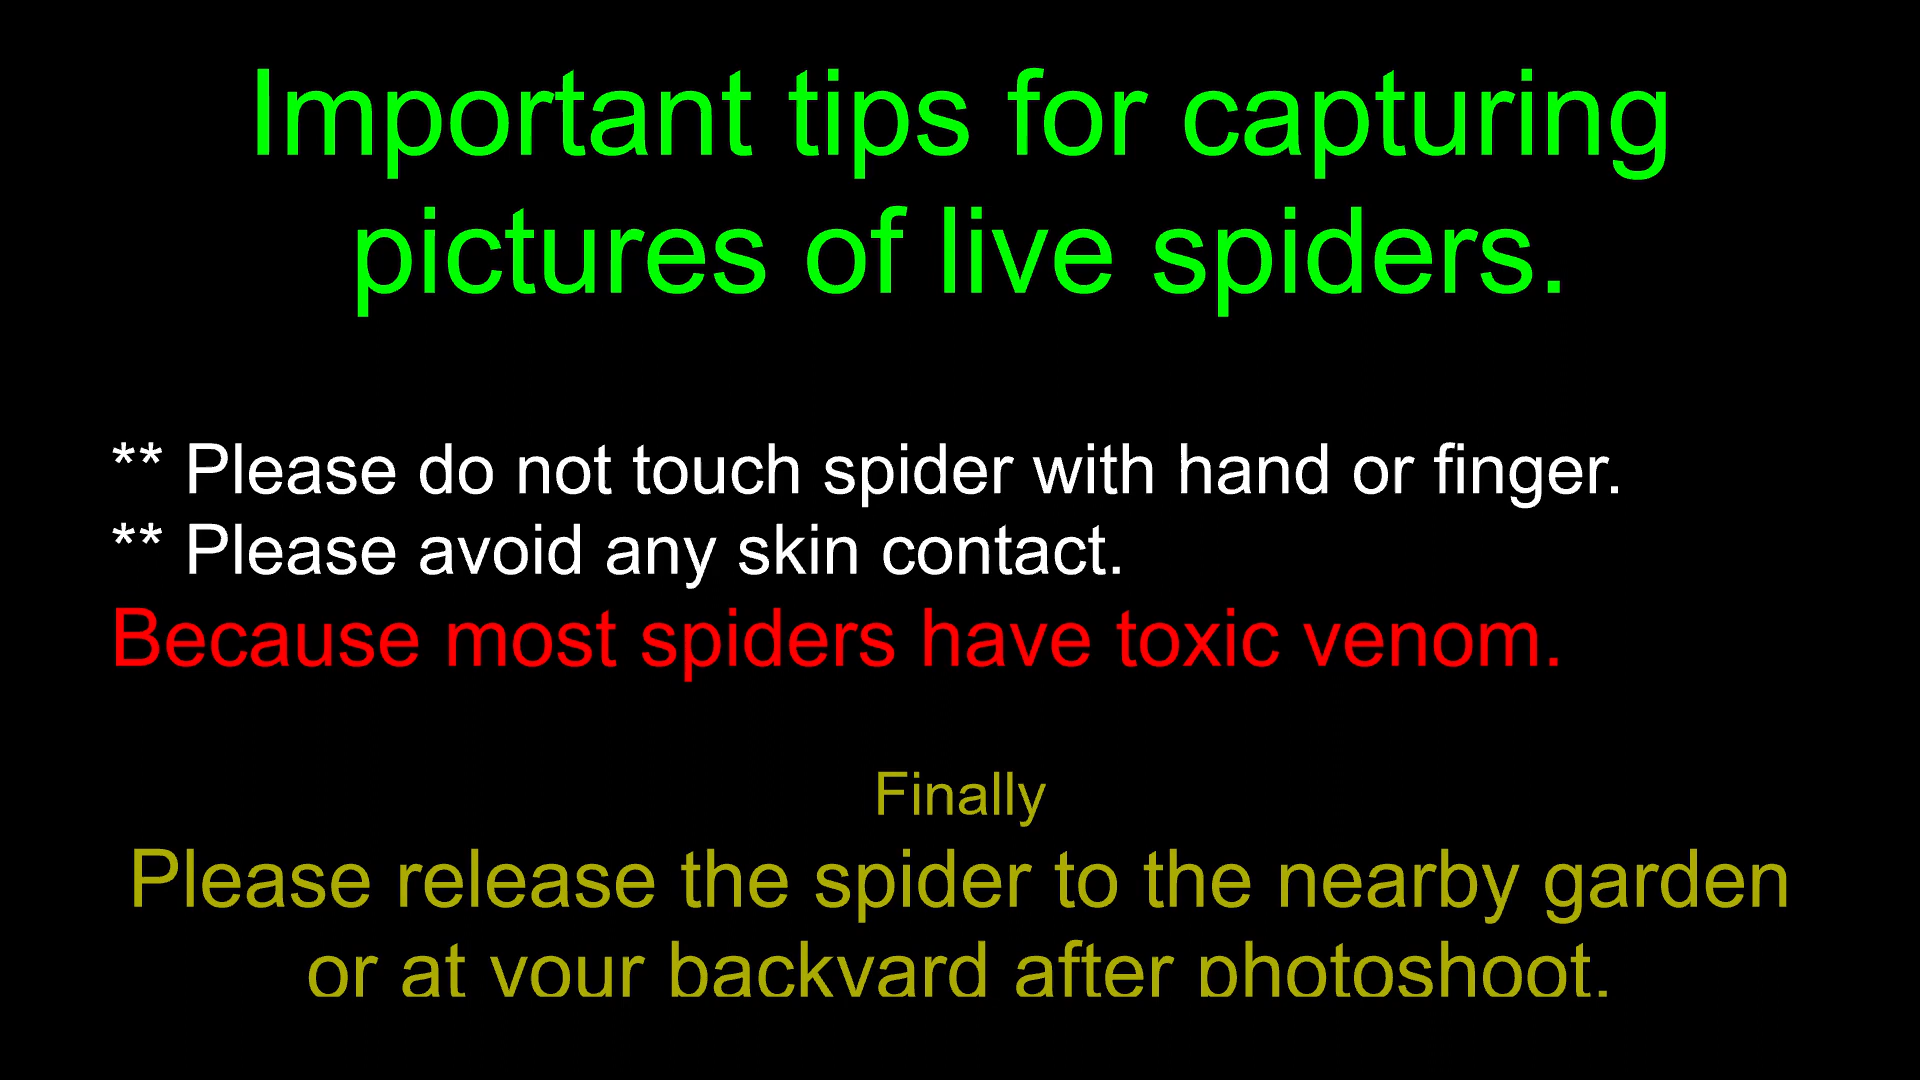 Important tips for capturing
pictures of live spiders.
** Please do not touch spider with hand or finger.
** Please avoid any skin contact.
Because most spiders have toxic venom.
Finally
Please release the spider to the nearby garden
or at your backyard after photoshoot.